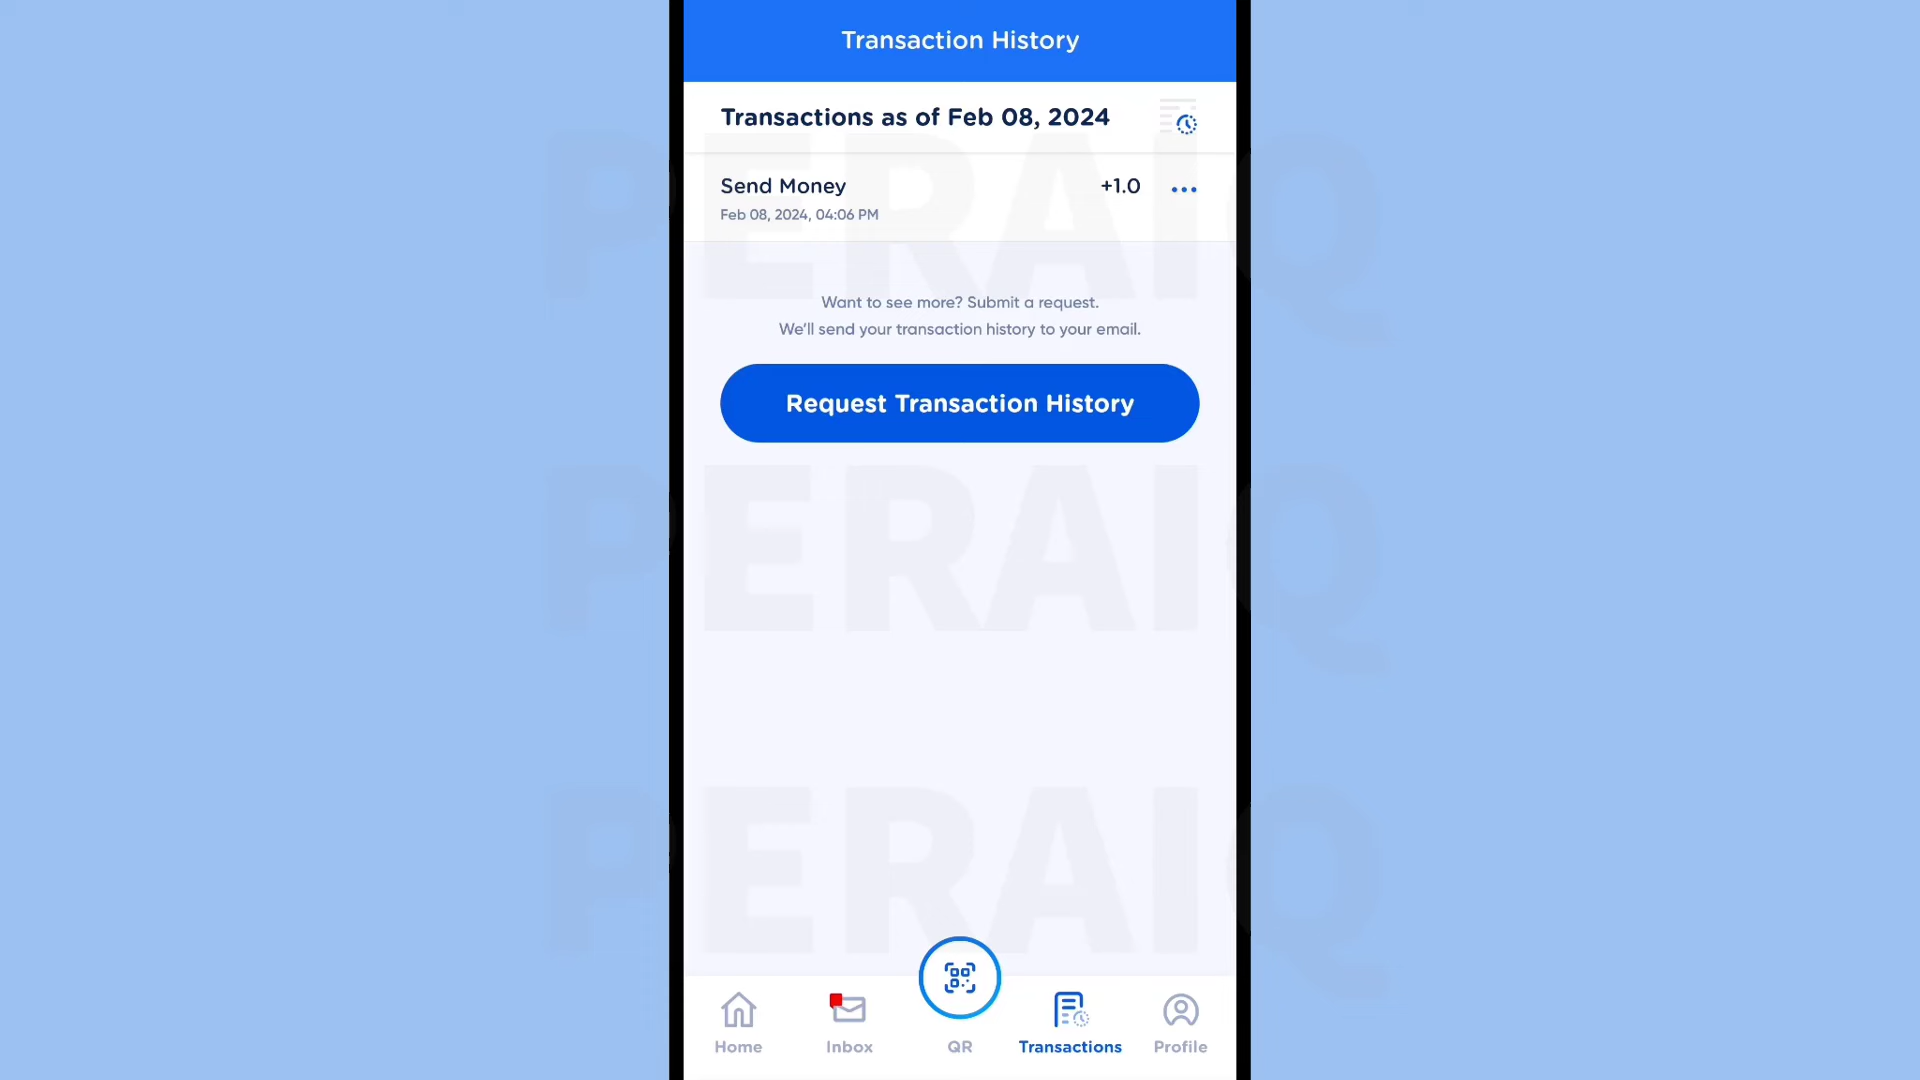 Transaction History
Transactions as of Feb 08, 2024
Send Money +1.0
Feb 08, 2024, 04:06 PM
Want to see more? Submit a request.
We'll send your transaction history to your email.
Request Transaction History
PERAIQ
PERAIQ
PERAIQ
Home Inbox QR Transactions Profile